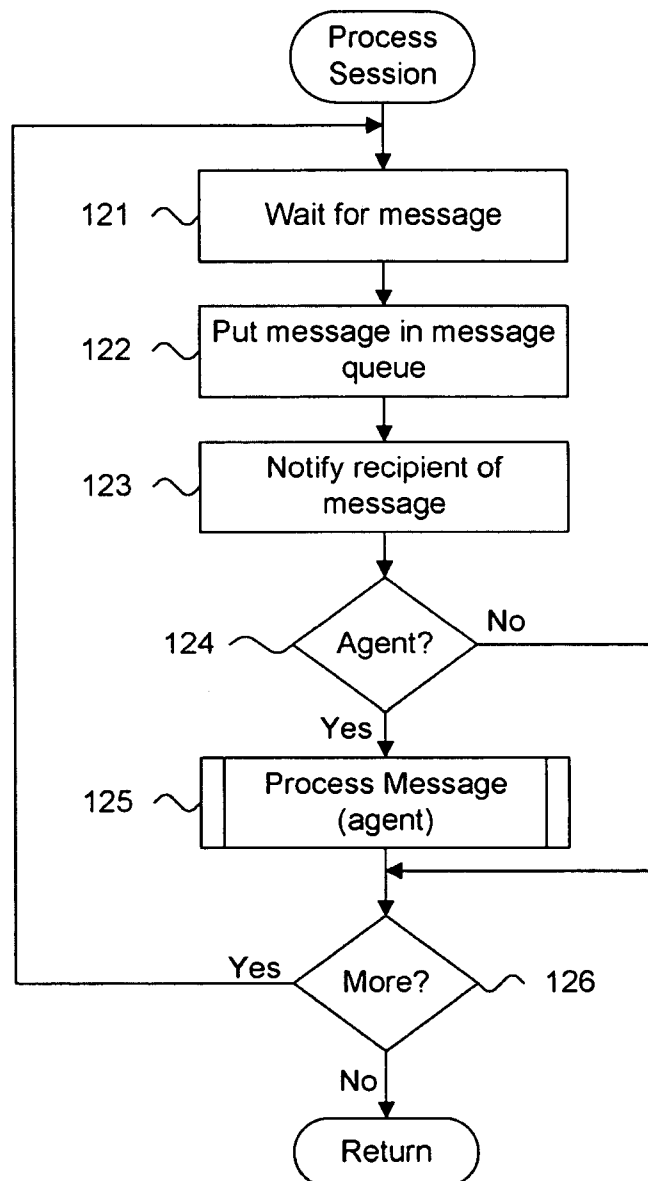 Process
Session
121
Wait for message
122
Put message in message
queue
123
Notify recipient of
message
124
Agent?
No
Yes
125
Process Message
(agent)
Yes
More?
126
No
Return